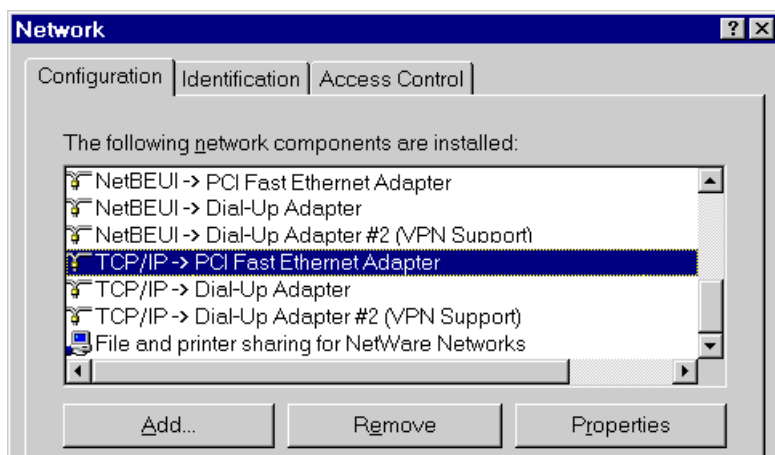 Network
Configuration Identification Access Control
The following network components are installed:
NetBEUI -> PCI Fast Ethernet Adapter
NetBEUI -> Dial-Up Adapter
NetBEUI -> Dial-Up Adapter #2 (VPN Support)
TCP/IP -> PCI Fast Ethernet Adapter
TCP/IP -> Dial-Up Adapter
TCP/IP -> Dial-Up Adapter #2 (VPN Support)
File and printer sharing for NetWare Networks
Add... Remove Properties